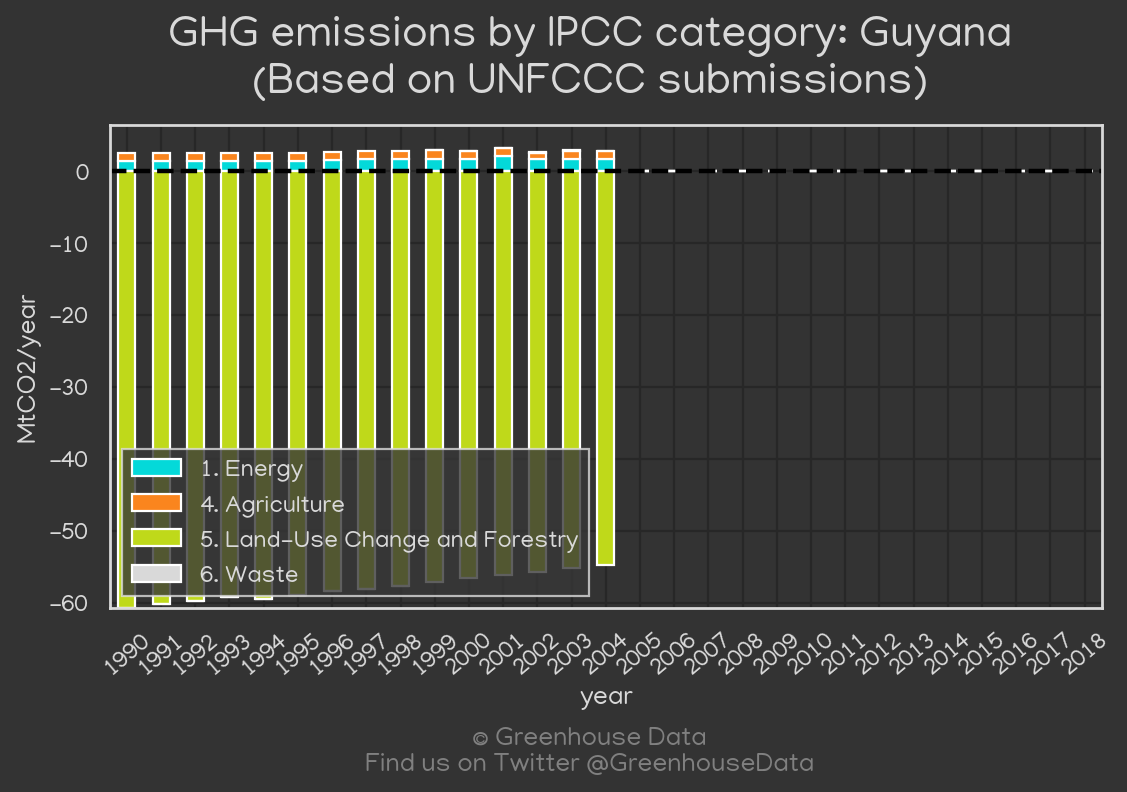 GHG emissions by IPCC category: Guyana
(Based on UNFCCC submissions)
MtCO2/year
0
−10
−20
−30
−40
−50
−60
1. Energy
4. Agriculture
5. Land-Use Change and Forestry
6. Waste
1990 1991 1992 1993 1994 1995 1996 1997 1998 1999 2000 2001 2002 2003 2004 2005 2006 2007 2008 2009 2010 2011 2012 2013 2014 2015 2016 2017 2018
year
© Greenhouse Data
Find us on Twitter @GreenhouseData